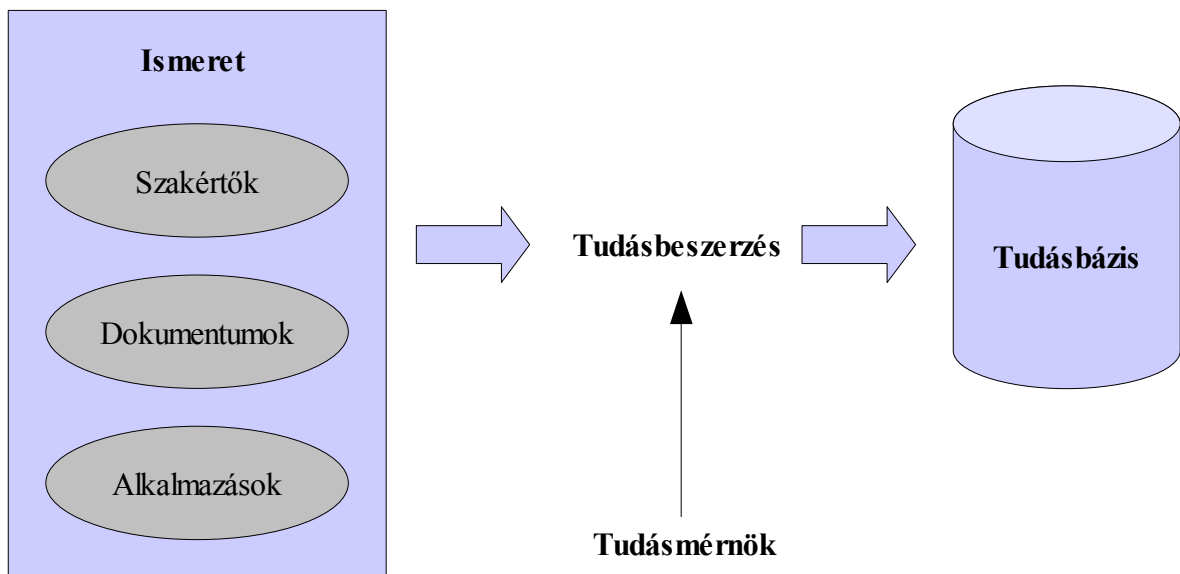 Ismeret
Szakértők
Dokumentumok
Alkalmazások
Tudásbeszerzés
Tudásmérnök
Tudásbázis